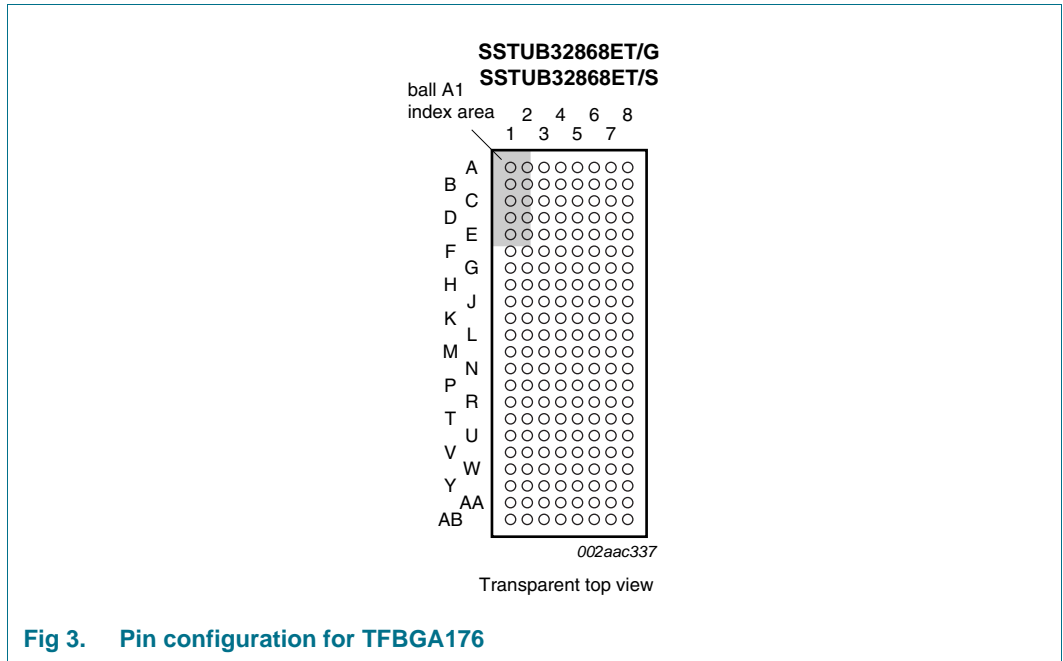 SSTUB32868ET/G
SSTUB32868ET/S
ball A1
index area
2 4 6 8
1 3 5 7
A
B
C
D
E
F
G
H
J
K
L
M
N
P
R
T
U
V
W
Y
AA
AB
002aac337
Transparent top view
Fig 3. Pin configuration for TFBGA176